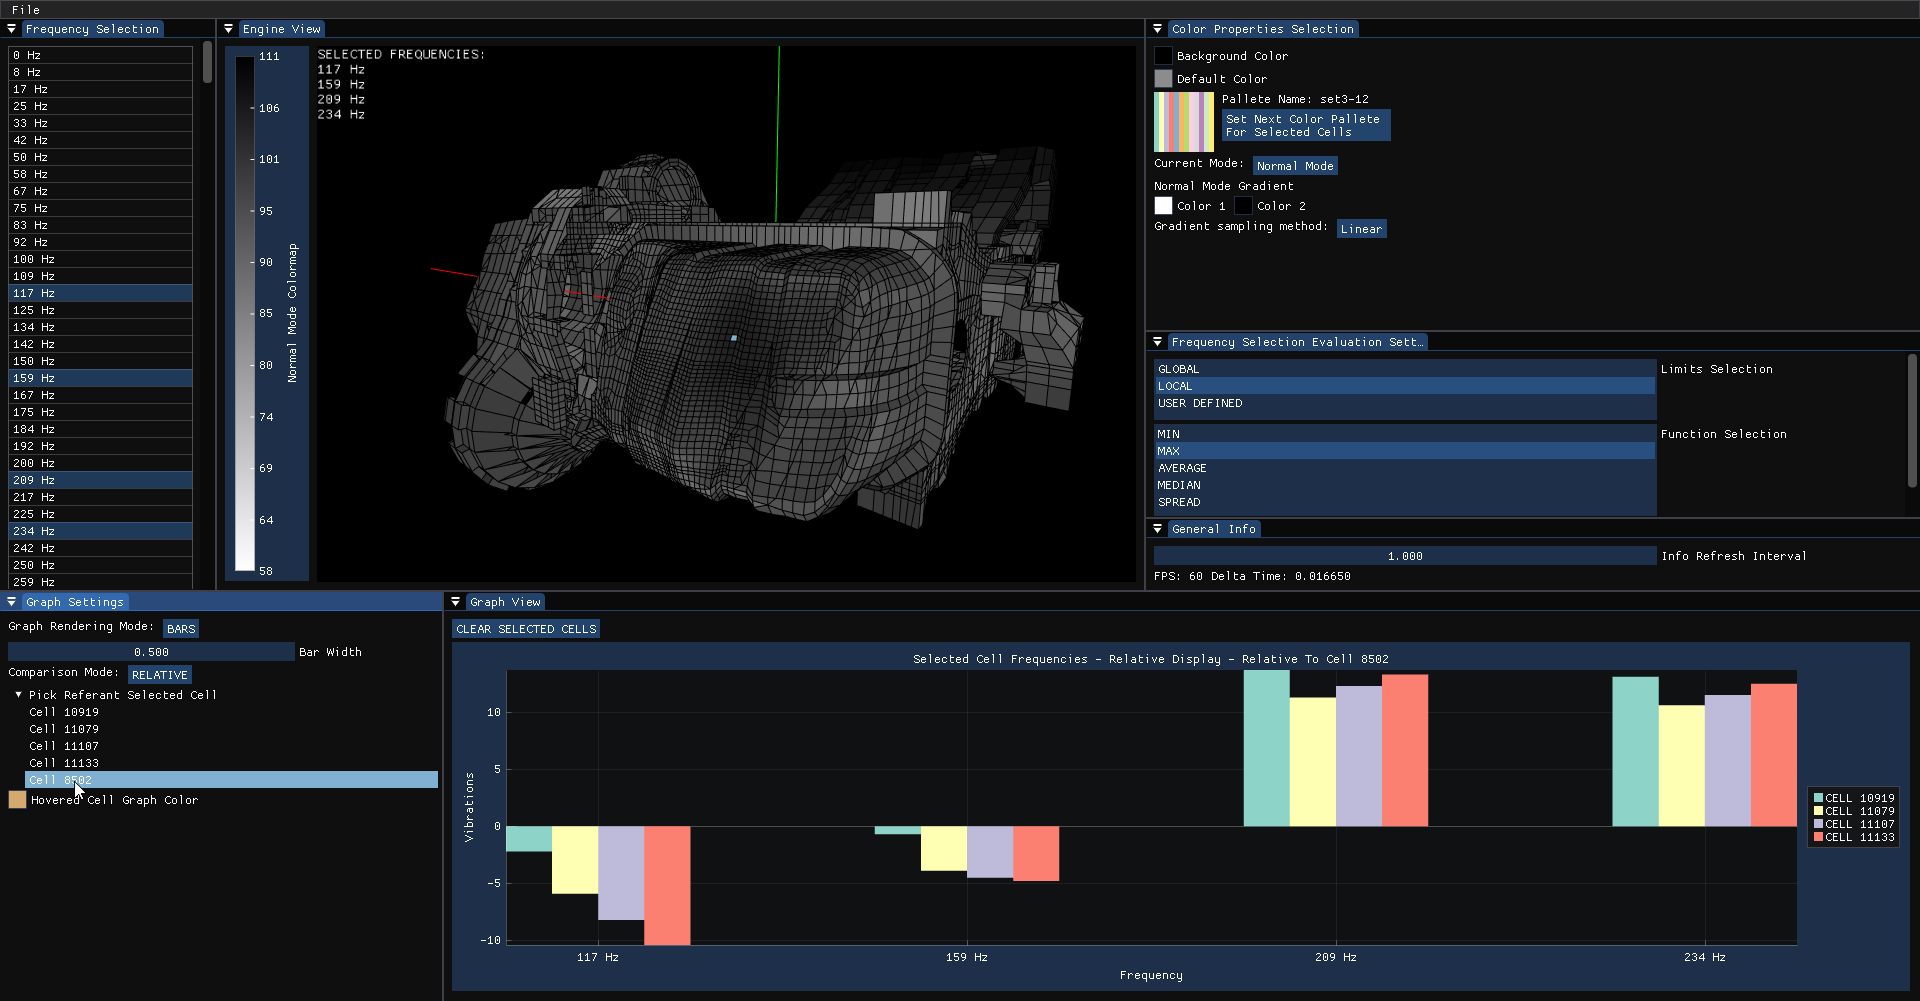 File
Frequency Selection
0 Hz
8 Hz
17 Hz
25 Hz
33 Hz
42 Hz
50 Hz
58 Hz
67 Hz
75 Hz
83 Hz
92 Hz
100 Hz
109 Hz
117 Hz
125 Hz
134 Hz
142 Hz
150 Hz
159 Hz
167 Hz
175 Hz
184 Hz
192 Hz
200 Hz
209 Hz
217 Hz
225 Hz
234 Hz
242 Hz
250 Hz
259 Hz
Engine View
111
106
101
95
90
85
80
74
69
64
58
Normal Mode Colormap
SELECTED FREQUENCIES:
117 Hz
159 Hz
209 Hz
234 Hz
Color Properties Selection
Background Color
Default Color
Pallete Name: set3-12
Set Next Color Pallete
For Selected Cells
Current Mode: Normal Mode
Normal Mode Gradient
Color 1 Color 2
Gradient sampling method: Linear
Frequency Selection Evaluation Sett…
GLOBAL
LOCAL
USER DEFINED
Limits Selection
MIN
MAX
AVERAGE
MEDIAN
SPREAD
Function Selection
General Info
1.000 Info Refresh Interval
FPS: 60 Delta Time: 0.016650
Graph Settings
Graph Rendering Mode: BARS
0.500 Bar Width
Comparison Mode: RELATIVE
Pick Referant Selected Cell
Cell 10919
Cell 11079
Cell 11107
Cell 11133
Cell 8502
Hovered Cell Graph Color
Graph View
CLEAR SELECTED CELLS
Selected Cell Frequencies - Relative Display - Relative To Cell 8502
10
5
0
-5
-10
Vibrations
117 Hz
159 Hz
209 Hz
234 Hz
Frequency
CELL 10919
CELL 11079
CELL 11107
CELL 11133